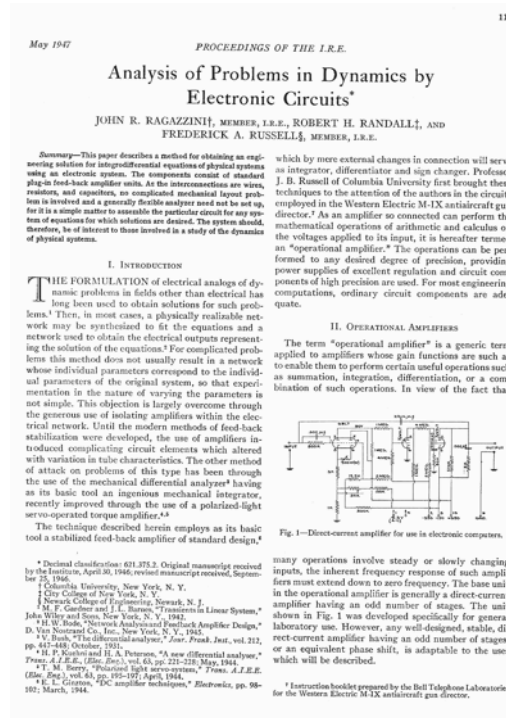 11
May 1947
PROCEEDINGS OF THE I.R.E.
Analysis of Problems in Dynamics by
Electronic Circuits*
JOHN R. RAGAZZINI†, MEMBER, I.R.E., ROBERT H. RANDALL‡, AND
FREDERICK A. RUSSELL§, MEMBER, I.R.E.
Summary—This paper describes a method for obtaining an engi-
neering solution for integrodifferential equations of physical systems
using an electronic system. The components consist of standard
plug-in feed-back amplifier units. As the interconnections are wires,
resistors, and capacitors, no complicated mechanical layout prob-
lem is involved and a generally flexible analyzer need not be set up,
for it is a simple matter to assemble the particular circuit for any sys-
tem of equations for which solutions are desired. The system should,
therefore, be of interest to those involved in a study of the dynamics
of physical systems.
I. INTRODUCTION
THE FORMULATION of electrical analogs of dy-
namic problems in fields other than electrical has
long been used to obtain solutions for such prob-
lems.¹ Then, in most cases, a physically realizable net-
work may be synthesized to fit the equations and a
network used to obtain the electrical outputs represent-
ing the solution of the equations.² For complicated prob-
lems this method does not usually result in a network
whose individual parameters correspond to the individ-
ual parameters of the original system, so that experi-
mentation in the nature of varying the parameters is
not simple. This objection is largely overcome through
the generous use of isolating amplifiers within the elec-
trical network. Until the modern methods of feed-back
stabilization were developed, the use of amplifiers in-
troduced complicating circuit elements which altered
with variation in tube characteristics. The other method
of attack on problems of this type has been through
the use of the mechanical differential analyzer³ having
as its basic tool an ingenious mechanical integrator,
recently improved through the use of a polarized-light
servo-operated torque amplifier.⁴,⁵
The technique described herein employs as its basic
tool a stabilized feed-back amplifier of standard design,⁶
* Decimal classification: 621.375.2. Original manuscript received
by the Institute, April 30, 1946; revised manuscript received, Septem-
ber 25, 1946.
† Columbia University, New York, N. Y.
‡ City College of New York, N. Y.
§ Newark College of Engineering, Newark, N. J.
¹ M. F. Gardner and J. L. Barnes, "Transients in Linear System,"
John Wiley and Sons, New York, N. Y., 1942.
² H. W. Bode, "Network Analysis and Feedback Amplifier Design,"
D. Van Nostrand Co., Inc., New York, N. Y., 1945.
³ V. Bush, "The differential analyzer," Jour. Frank. Inst., vol. 212,
pp. 447-448; October, 1931.
⁴ H. P. Kuehni and H. A. Peterson, "A new differential analyzer,"
Trans. A.I.E.E., (Elec. Eng.), vol. 63, pp. 221-228; May, 1944.
⁵ T. M. Berry, "Polarized light servo-system," Trans. A.I.E.E.
(Elec. Eng.), vol. 63, pp. 195-197; April, 1944.
⁶ E. L. Ginzton, "DC amplifier techniques," Electronics, pp. 98-
102; March, 1944.
which by mere external changes in connection will serv
as integrator, differentiator and sign changer. Professo
J. B. Russell of Columbia University first brought thes
techniques to the attention of the authors in the circuit
employed in the Western Electric M-IX antiaircraft gu
director.⁷ As an amplifier so connected can perform th
mathematical operations of arithmetic and calculus o
the voltages applied to its input, it is hereafter terme
an "operational amplifier." The operations can be per
formed to any desired degree of precision, providin
power supplies of excellent regulation and circuit com
ponents of high precision are used. For most engineerin
computations, ordinary circuit components are ade
quate.
II. OPERATIONAL AMPLIFIERS
The term "operational amplifier" is a generic term
applied to amplifiers whose gain functions are such a
to enable them to perform certain useful operations suc
as summation, integration, differentiation, or a com
bination of such operations. In view of the fact tha
Fig. 1—Direct-current amplifier for use in electronic computers.
many operations involve steady or slowly changing
inputs, the inherent frequency response of such ampli
fiers must extend down to zero frequency. The base uni
in the operational amplifier is generally a direct-curren
amplifier having an odd number of stages. The uni
shown in Fig. 1 was developed specifically for genera
laboratory use. However, any well-designed, stable, di
rect-current amplifier having an odd number of stages
or an equivalent phase shift, is adaptable to the uses
which will be described.
⁷ Instruction booklet prepared by the Bell Telephone Laboratorie
for the Western Electric M-IX antiaircraft gun director.